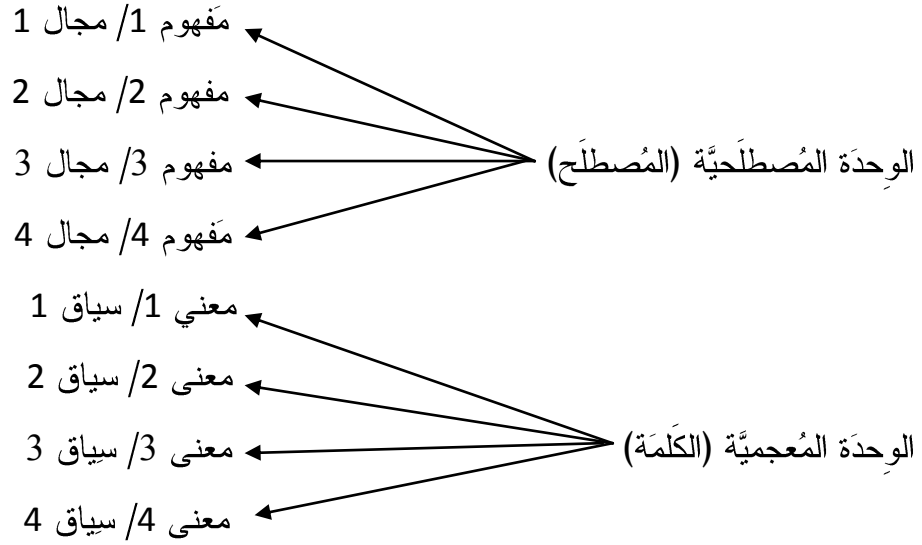 مَفهوم 1/ مجال 1
مفهوم 2/ مجال 2
الوِحدَة المُصطلَحيَّة (المُصطلَح)
مفهوم 3/ مجال 3
مَفهوم 4/ مجال 4
معني 1/ سياق 1
معنى 2/ سياق 2
الوِحدَة المُعجميَّة (الكَلمَة)
معنى 3/ سِياق 3
معنى 4/ سِياق 4